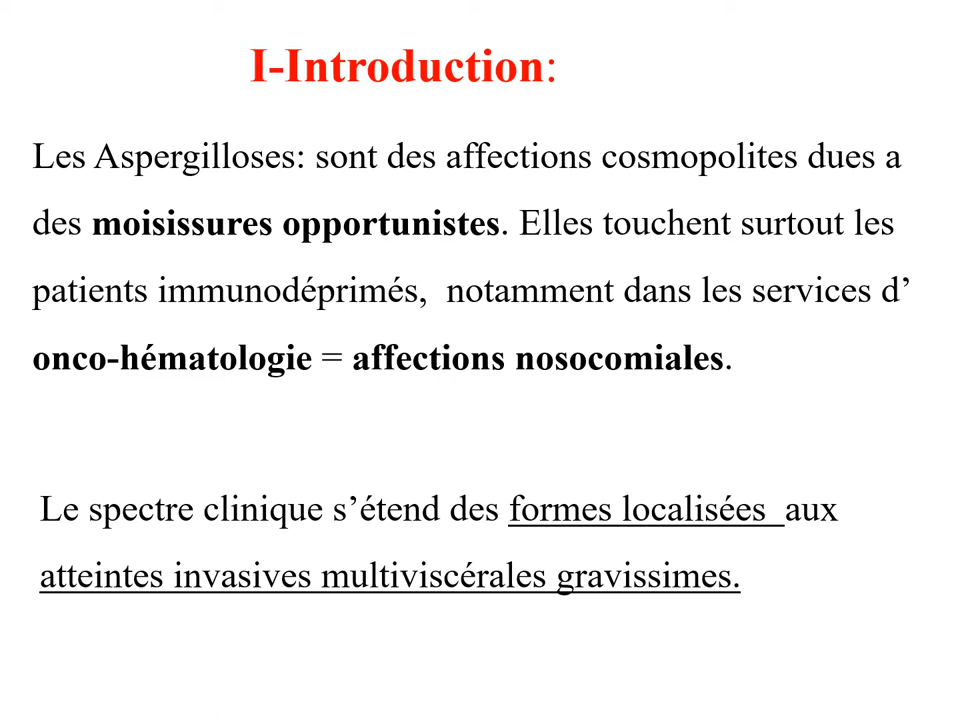 I-Introduction:
Les Aspergilloses: sont des affections cosmopolites dues a
des moisissures opportunistes. Elles touchent surtout les
patients immunodéprimés,  notamment dans les services d’
onco-hématologie = affections nosocomiales.
Le spectre clinique s’étend des formes localisées  aux
atteintes invasives multiviscérales gravissimes.